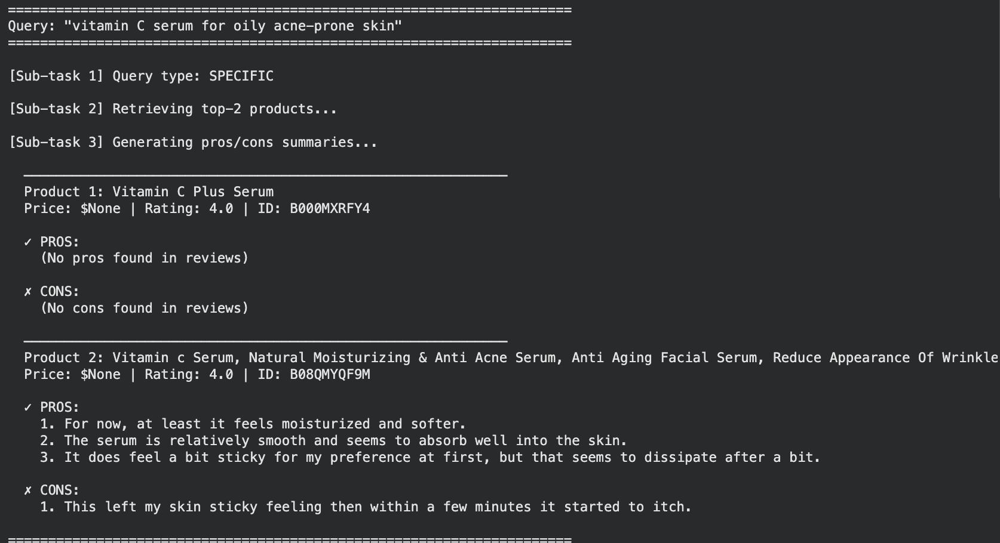 ======================================================================
Query: "vitamin C serum for oily acne-prone skin"
======================================================================
[Sub-task 1] Query type: SPECIFIC
[Sub-task 2] Retrieving top-2 products...
[Sub-task 3] Generating pros/cons summaries...
────────────────────────────────────────────────────────────
Product 1: Vitamin C Plus Serum
Price: $None | Rating: 4.0 | ID: B000MXRFY4
✓ PROS:
(No pros found in reviews)
✗ CONS:
(No cons found in reviews)
────────────────────────────────────────────────────────────
Product 2: Vitamin c Serum, Natural Moisturizing & Anti Acne Serum, Anti Aging Facial Serum, Reduce Appearance Of Wrinkle
Price: $None | Rating: 4.0 | ID: B08QMYQF9M
✓ PROS:
1. For now, at least it feels moisturized and softer.
2. The serum is relatively smooth and seems to absorb well into the skin.
3. It does feel a bit sticky for my preference at first, but that seems to dissipate after a bit.
✗ CONS:
1. This left my skin sticky feeling then within a few minutes it started to itch.
======================================================================